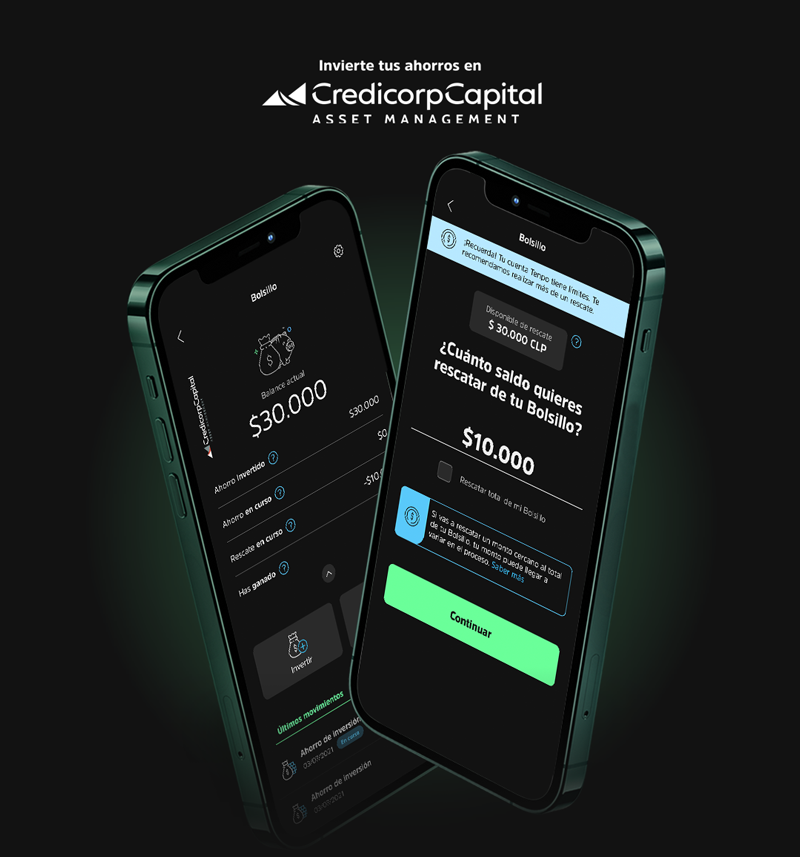 Invierte tus ahorros en
CredicorpCapital
ASSET MANAGEMENT
Bolsillo
CredicorpCapital
Balance actual
$30.000
Ahorro invertido ?
$30.000
Ahorro en curso ?
$0
Rescate en curso ?
-$10
Has ganado ?
Invertir
Últimos movimientos
Ahorro de inversión
03/07/2021 En curso
Ahorro de inversión
03/07/2021
Bolsillo
¡Recuerda! Tu cuenta Tenpo tiene límites. Te
recomendamos realizar más de un rescate.
Disponible de rescate
$ 30.000 CLP ?
¿Cuánto saldo quieres
rescatar de tu Bolsillo?
$10.000
Rescatar total de mi Bolsillo
Si vas a rescatar un monto cercano al total
de tu Bolsillo, tu monto puede llegar a
variar en el proceso. Saber más
Continuar